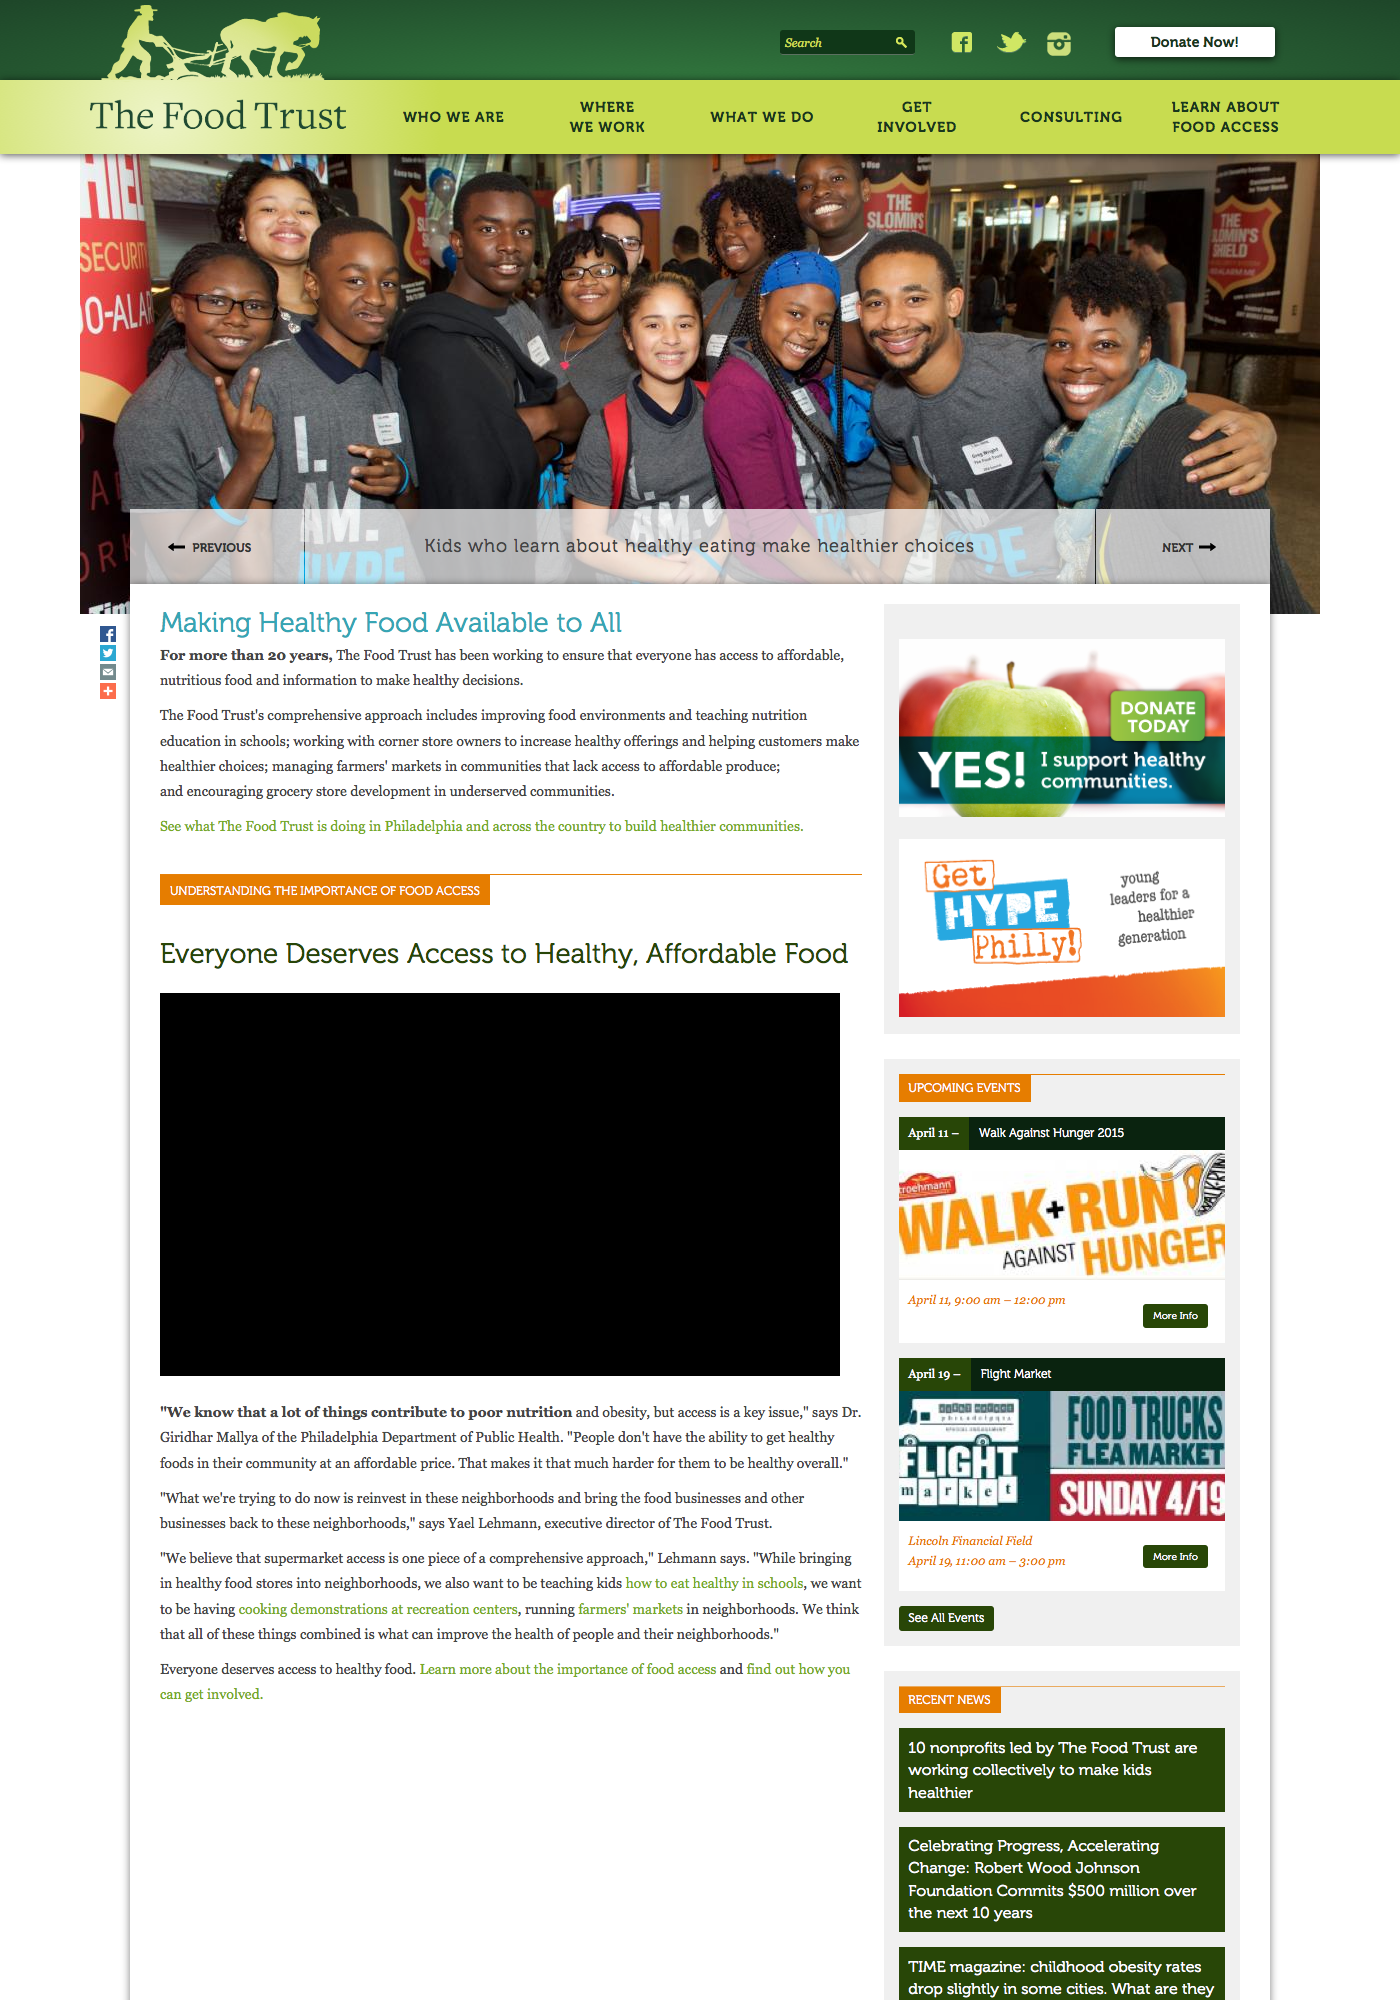 Search
Donate Now!
The Food Trust
WHO WE ARE
WHERE
WE WORK
WHAT WE DO
GET
INVOLVED
CONSULTING
LEARN ABOUT
FOOD ACCESS
SECURITY
THE
SLOMIN'S
SHIELD
THE
SLOMIN'S
SHIELD
Greg Wright
The Food Trust
I.
AM.
HYPE
PREVIOUS
Kids who learn about healthy eating make healthier choices
NEXT
Making Healthy Food Available to All
For more than 20 years, The Food Trust has been working to ensure that everyone has access to affordable,
nutritious food and information to make healthy decisions.
The Food Trust's comprehensive approach includes improving food environments and teaching nutrition
education in schools; working with corner store owners to increase healthy offerings and helping customers make
healthier choices; managing farmers' markets in communities that lack access to affordable produce;
and encouraging grocery store development in underserved communities.
See what The Food Trust is doing in Philadelphia and across the country to build healthier communities.
UNDERSTANDING THE IMPORTANCE OF FOOD ACCESS
Everyone Deserves Access to Healthy, Affordable Food
"We know that a lot of things contribute to poor nutrition and obesity, but access is a key issue," says Dr.
Giridhar Mallya of the Philadelphia Department of Public Health. "People don't have the ability to get healthy
foods in their community at an affordable price. That makes it that much harder for them to be healthy overall."
"What we're trying to do now is reinvest in these neighborhoods and bring the food businesses and other
businesses back to these neighborhoods," says Yael Lehmann, executive director of The Food Trust.
"We believe that supermarket access is one piece of a comprehensive approach," Lehmann says. "While bringing
in healthy food stores into neighborhoods, we also want to be teaching kids how to eat healthy in schools, we want
to be having cooking demonstrations at recreation centers, running farmers' markets in neighborhoods. We think
that all of these things combined is what can improve the health of people and their neighborhoods."
Everyone deserves access to healthy food. Learn more about the importance of food access and find out how you
can get involved.
DONATE
TODAY
YES! I support healthy
communities.
Get
HYPE
Philly!
young
leaders for a
healthier
generation
UPCOMING EVENTS
April 11 – Walk Against Hunger 2015
WALK+RUN
AGAINST HUNGER
April 11, 9:00 am – 12:00 pm
More Info
April 19 – Flight Market
philadelphia
FLIGHT
market
FOOD TRUCKS
FLEA MARKET
SUNDAY 4/19
Lincoln Financial Field
April 19, 11:00 am – 3:00 pm
More Info
See All Events
RECENT NEWS
10 nonprofits led by The Food Trust are
working collectively to make kids
healthier
Celebrating Progress, Accelerating
Change: Robert Wood Johnson
Foundation Commits $500 million over
the next 10 years
TIME magazine: childhood obesity rates
drop slightly in some cities. What are they